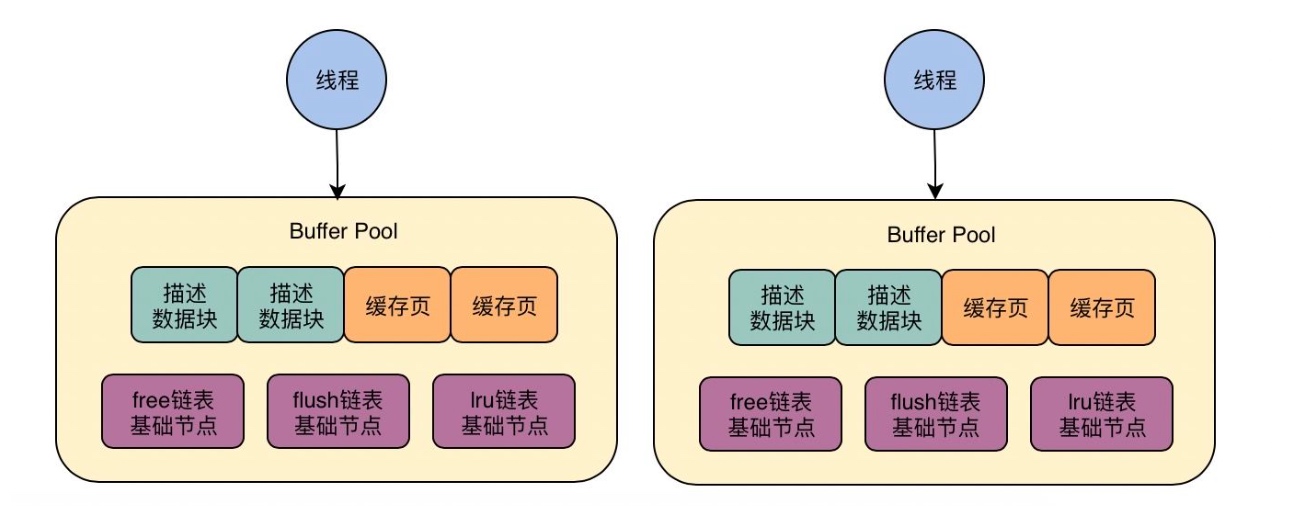 线程
线程
Buffer Pool
描述
数据块
描述
数据块
缓存页
缓存页
free链表
基础节点
flush链表
基础节点
lru链表
基础节点
Buffer Pool
描述
数据块
描述
数据块
缓存页
缓存页
free链表
基础节点
flush链表
基础节点
lru链表
基础节点